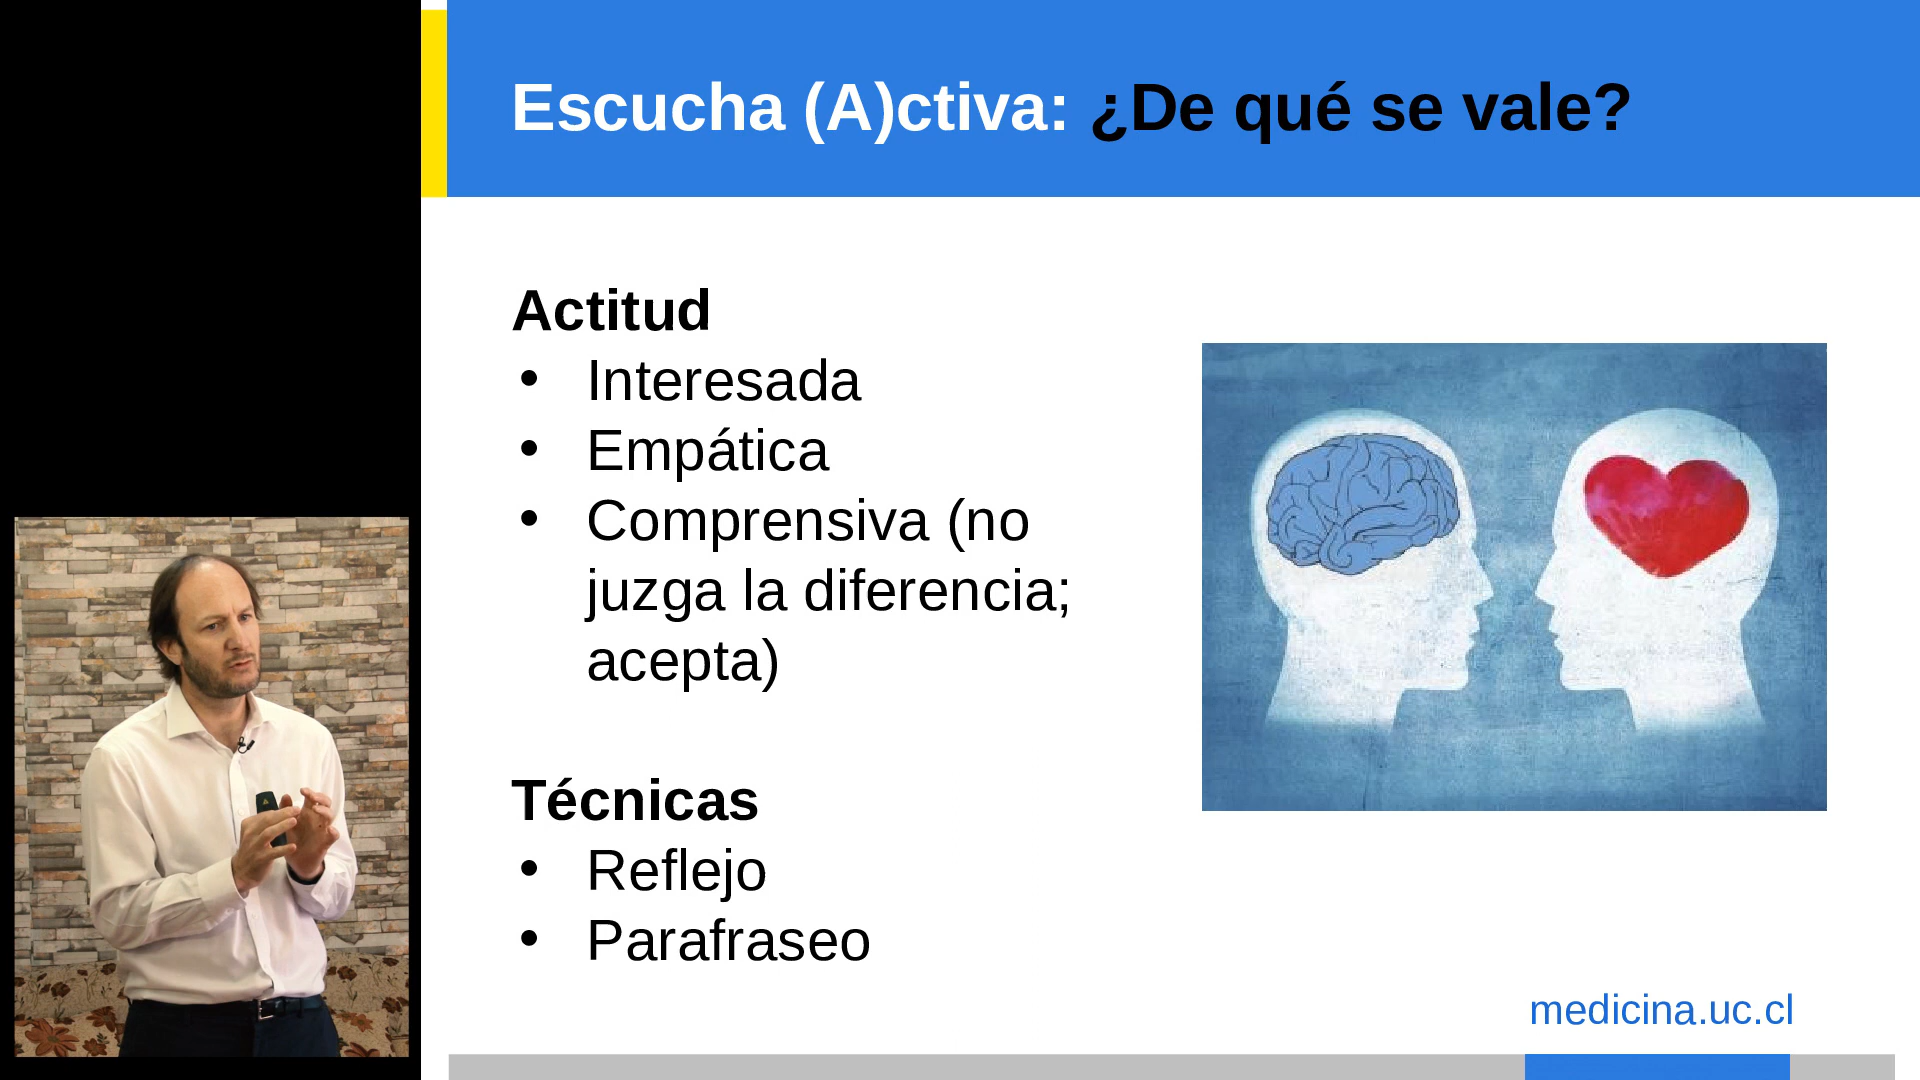 Escucha (A)ctiva: ¿De qué se vale?
Actitud
• Interesada
• Empática
• Comprensiva (no
juzga la diferencia;
acepta)
Técnicas
• Reflejo
• Parafraseo
medicina.uc.cl